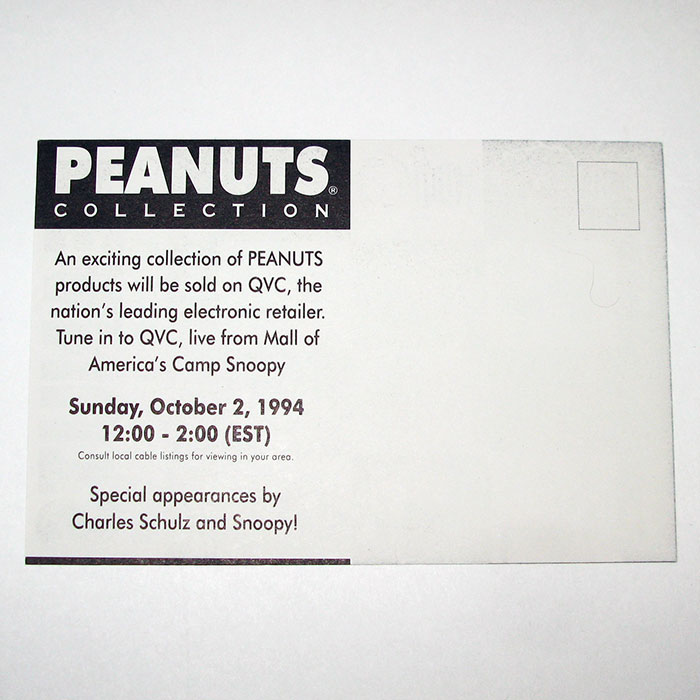 PEANUTS®
COLLECTION
An exciting collection of PEANUTS
products will be sold on QVC, the
nation's leading electronic retailer.
Tune in to QVC, live from Mall of
America's Camp Snoopy
Sunday, October 2, 1994
12:00 - 2:00 (EST)
Consult local cable listings for viewing in your area.
Special appearances by
Charles Schulz and Snoopy!